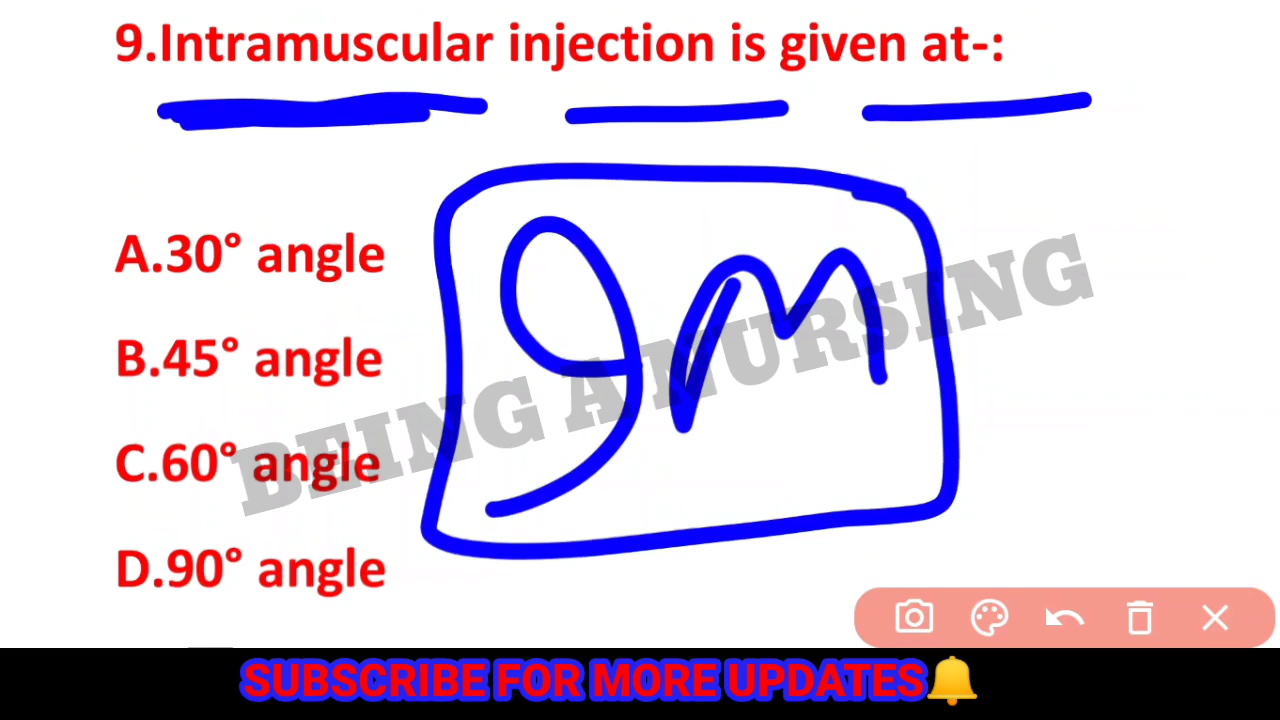 9.Intramuscular injection is given at-:
A.30° angle
IM
B.45° angle
C.60° angle
D.90° angle
BEING A NURSING
SUBSCRIBE FOR MORE UPDATES🔔